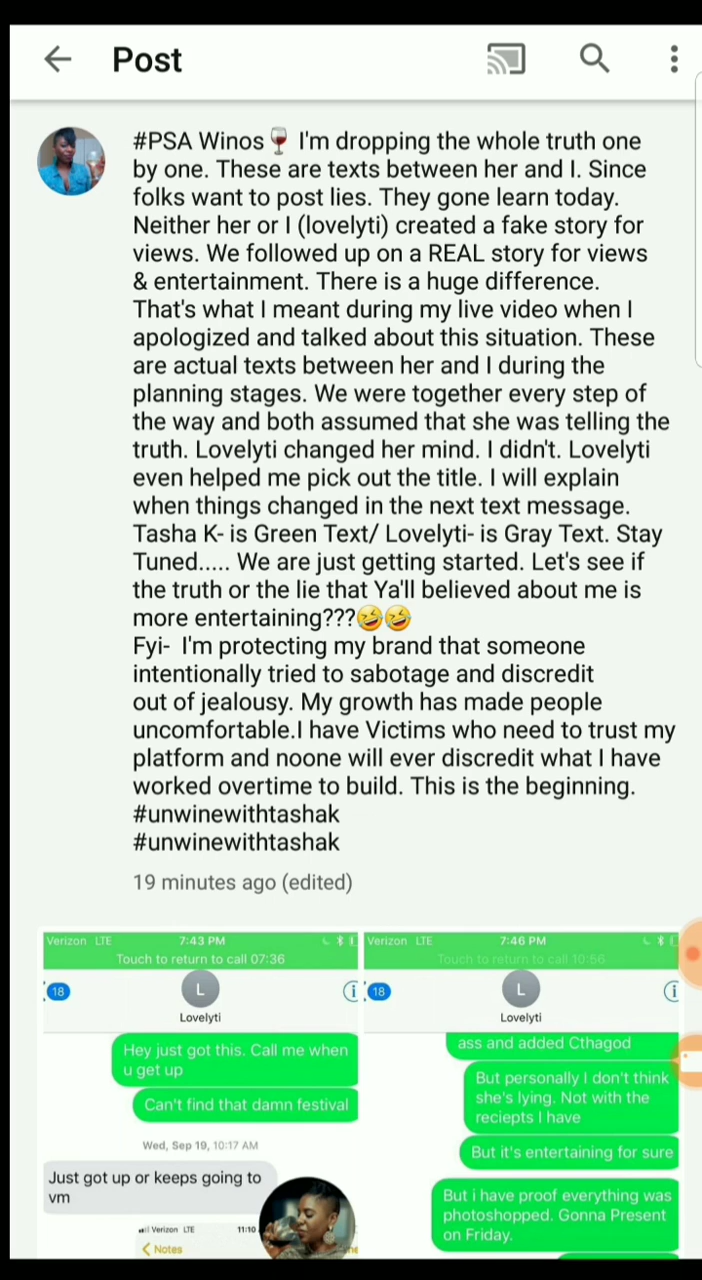 Post
#PSA Winos🍷 I'm dropping the whole truth one
by one. These are texts between her and I. Since
folks want to post lies. They gone learn today.
Neither her or I (lovelyti) created a fake story for
views. We followed up on a REAL story for views
& entertainment. There is a huge difference.
That's what I meant during my live video when I
apologized and talked about this situation. These
are actual texts between her and I during the
planning stages. We were together every step of
the way and both assumed that she was telling the
truth. Lovelyti changed her mind. I didn't. Lovelyti
even helped me pick out the title. I will explain
when things changed in the next text message.
Tasha K- is Green Text/ Lovelyti- is Gray Text. Stay
Tuned..... We are just getting started. Let's see if
the truth or the lie that Ya'll believed about me is
more entertaining???🤣🤣
Fyi- I'm protecting my brand that someone
intentionally tried to sabotage and discredit
out of jealousy. My growth has made people
uncomfortable.I have Victims who need to trust my
platform and noone will ever discredit what I have
worked overtime to build. This is the beginning.
#unwinewithtashak
#unwinewithtashak
19 minutes ago (edited)
Verizon LTE 7:43 PM
Touch to return to call 07:36
18
L
Lovelyti
Hey just got this. Call me when
u get up
Can't find that damn festival
Wed, Sep 19, 10:17 AM
Just got up or keeps going to
vm
Verizon LTE 11:10
Notes
Verizon LTE 7:46 PM
Touch to return to call 10:56
18
L
Lovelyti
ass and added Cthagod
But personally I don't think
she's lying. Not with the
reciepts I have
But it's entertaining for sure
But i have proof everything was
photoshopped. Gonna Present
on Friday.